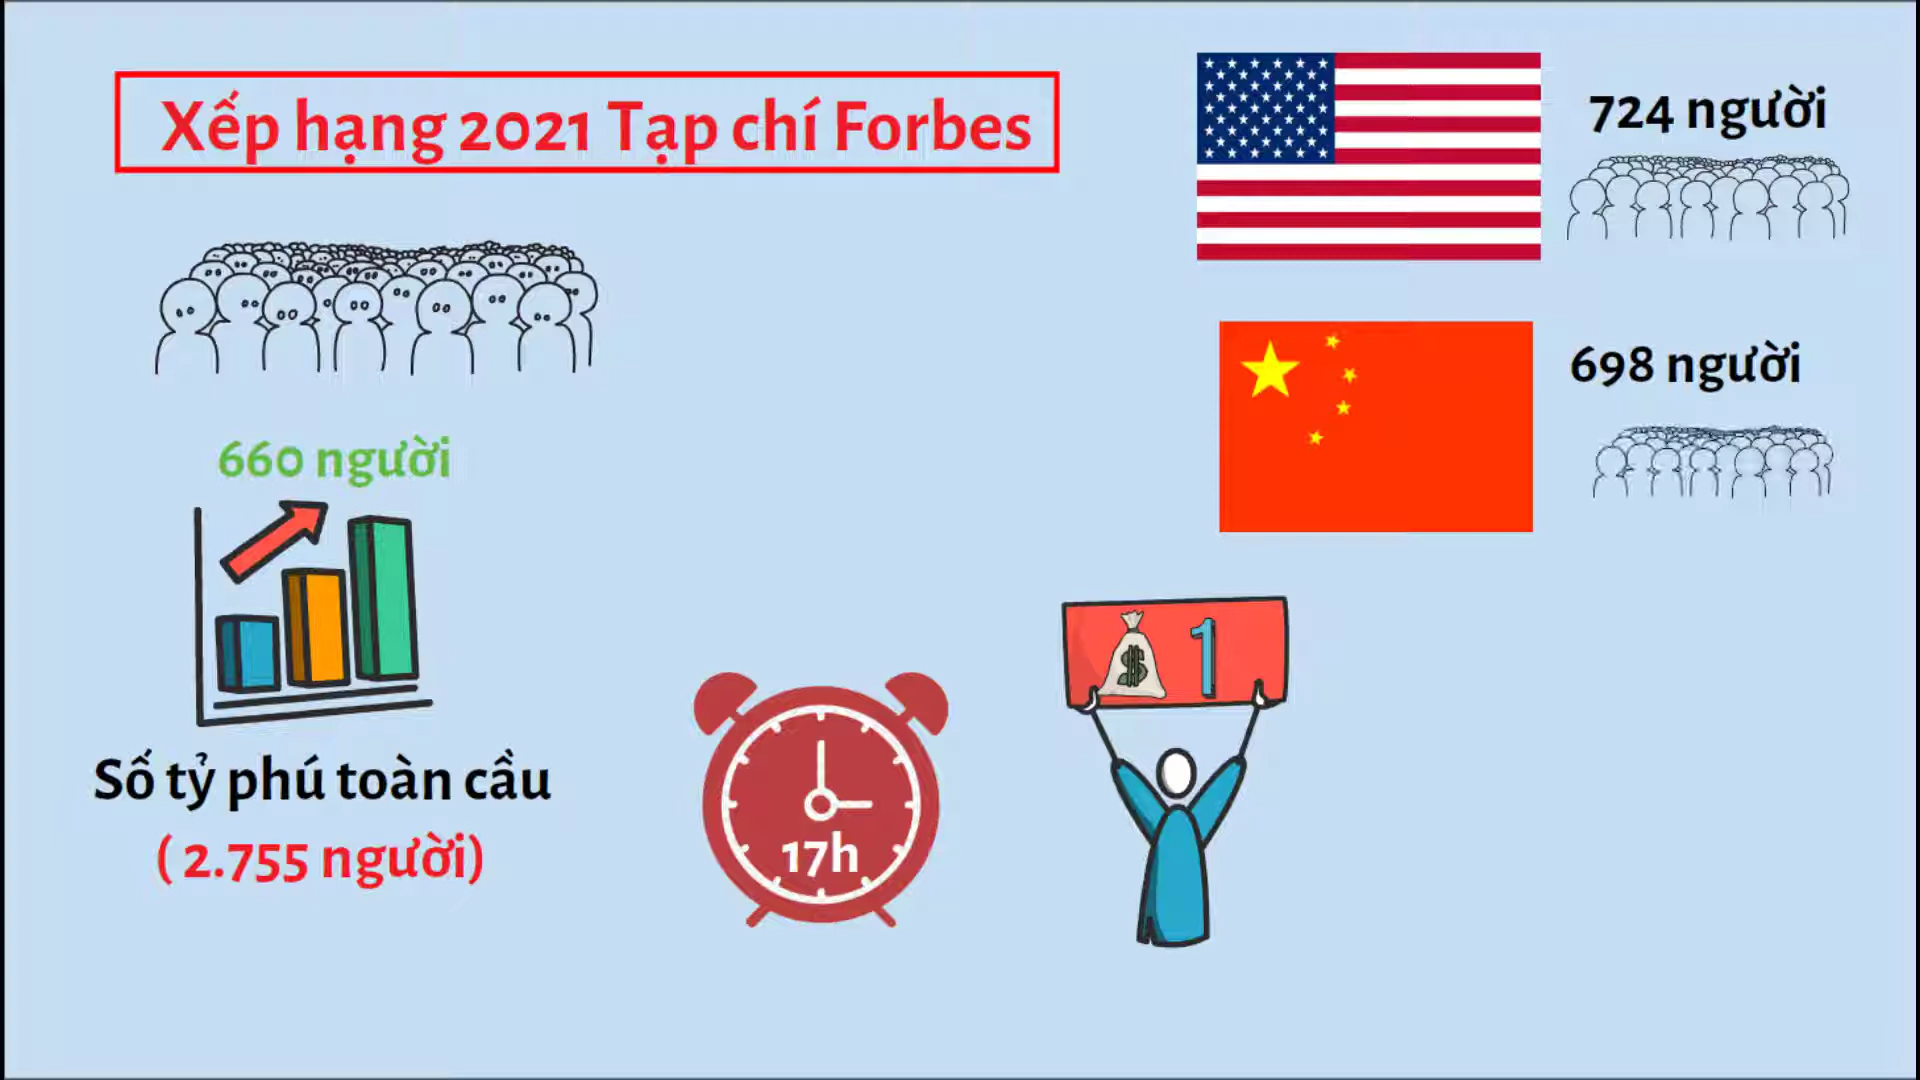 Xếp hạng 2021 Tạp chí Forbes
724 người
698 người
660 người
Số tỷ phú toàn cầu
( 2.755 người)
17h
$ 1